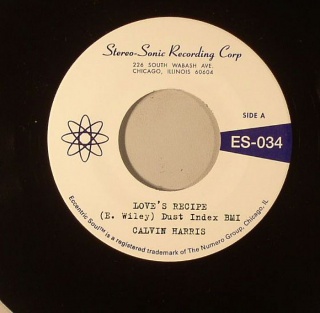 Stereo-Sonic Recording Corp
226 SOUTH WABASH AVE.
CHICAGO, ILLINOIS 60604
SIDE A
ES-034
LOVE'S RECIPE
(E. Wiley) Dust Index BMI
CALVIN HARRIS
Eccentric Soul™ is a registered trademark of The Numero Group, Chicago, IL